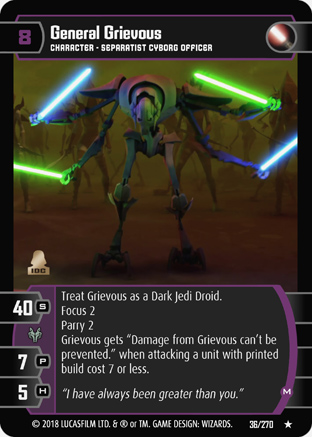 8
General Grievous
CHARACTER - SEPARATIST CYBORG OFFICER
IDC
40 S
7 P
5 H
Treat Grievous as a Dark Jedi Droid.
Focus 2
Parry 2
Grievous gets “Damage from Grievous can’t be
prevented.” when attacking a unit with printed
build cost 7 or less.
“I have always been greater than you.”
M
© 2018 LUCASFILM LTD. & ® or TM. GAME DESIGN: WIZARDS.
36/270